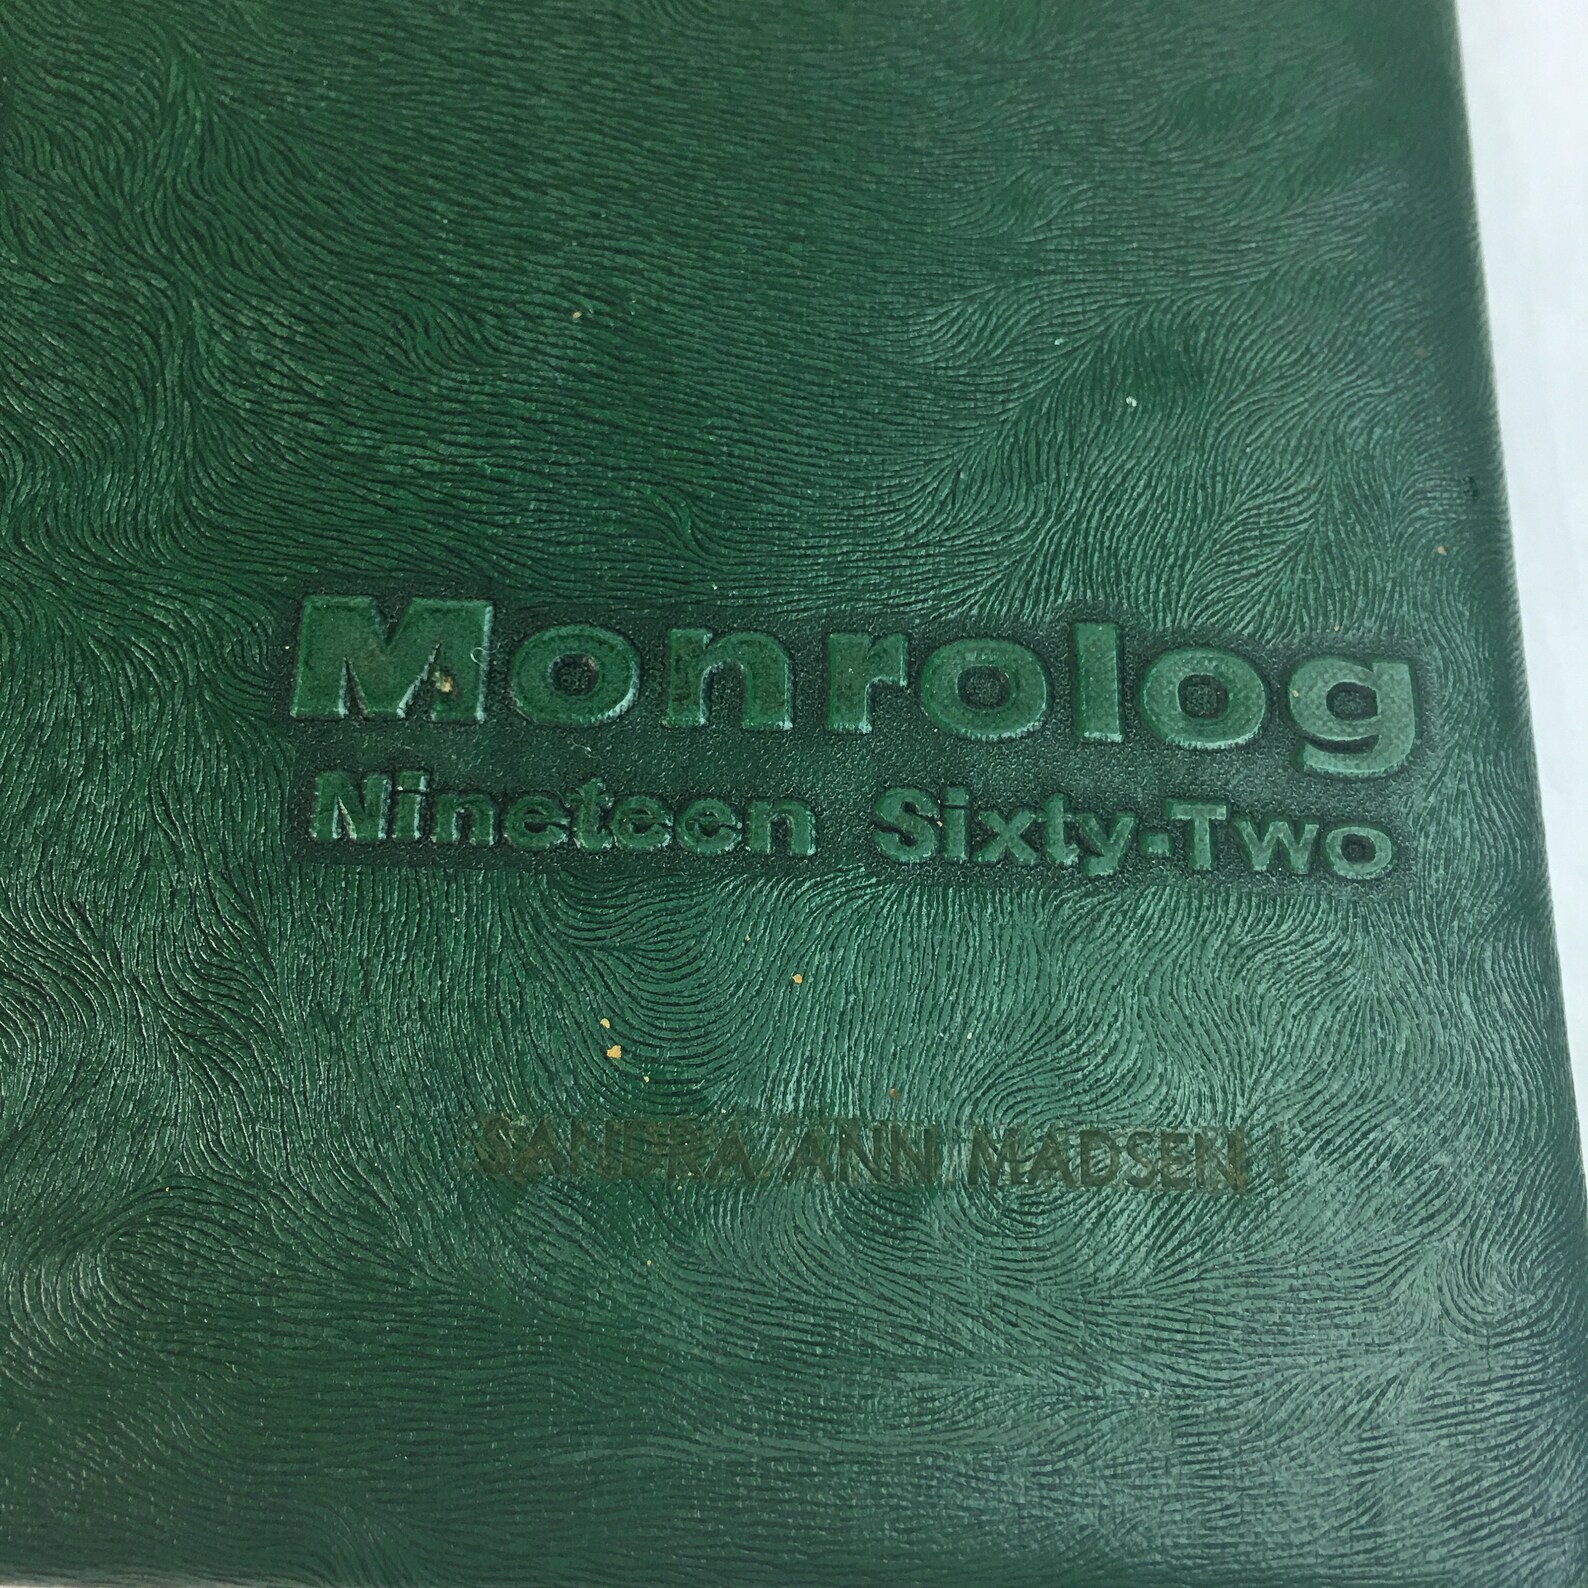 Monrolog
Nineteen Sixty-Two
SANDRA ANN MADSEN